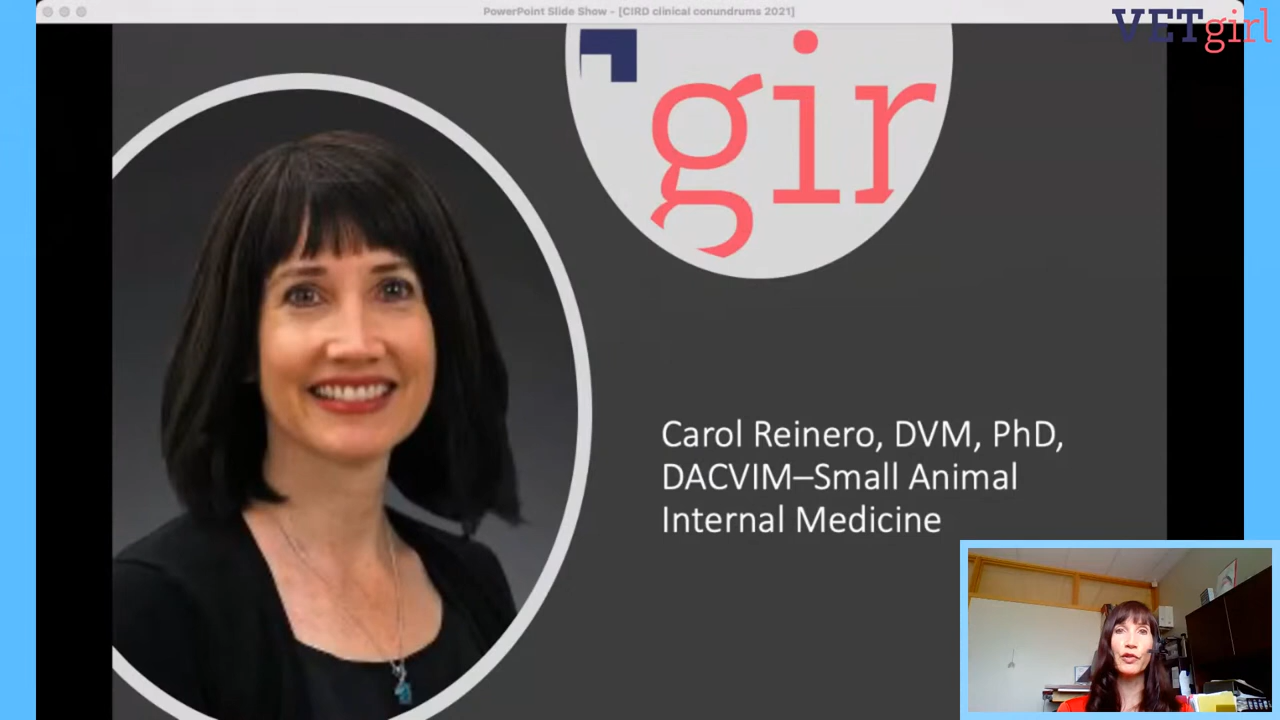 PowerPoint Slide Show - [CIRD clinical conundrums 2021]
VETgirl
gir
Carol Reinero, DVM, PhD,
DACVIM–Small Animal
Internal Medicine